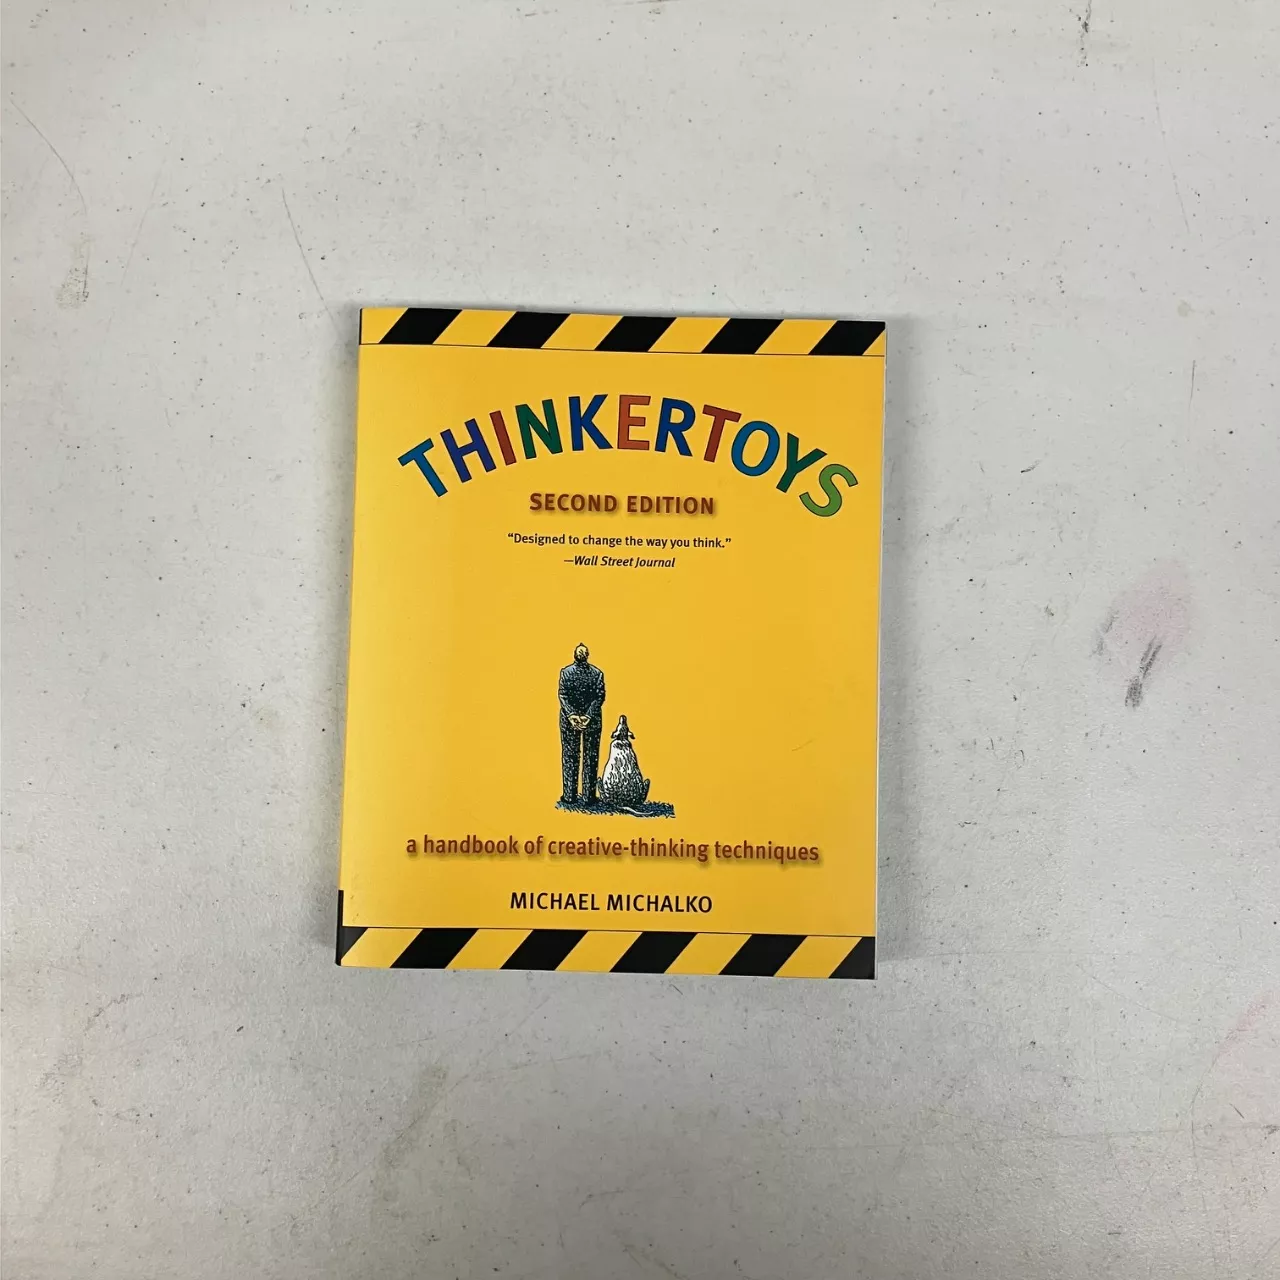 THINKERTOYS
SECOND EDITION
“Designed to change the way you think.”
—Wall Street Journal
a handbook of creative-thinking techniques
MICHAEL MICHALKO